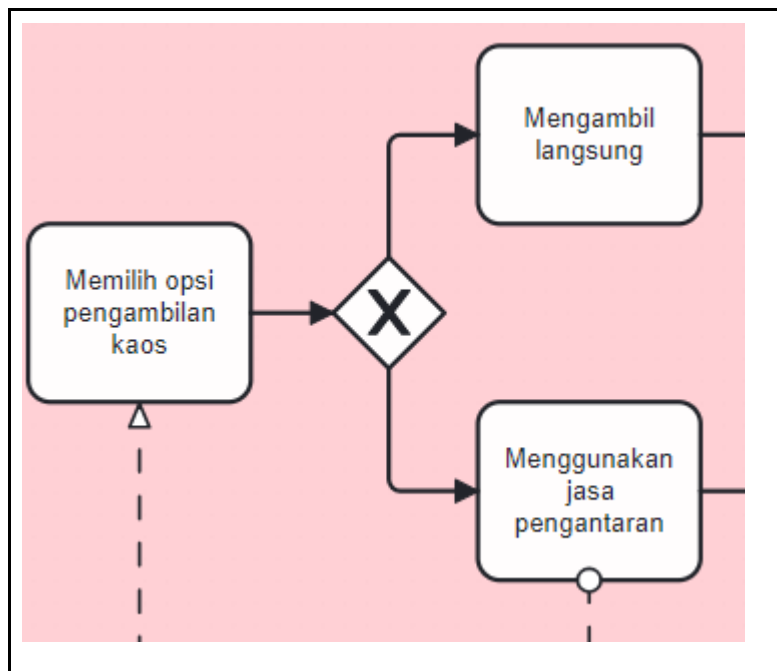 Mengambil
langsung
Memilih opsi
pengambilan
kaos
X
Menggunakan
jasa
pengantaran